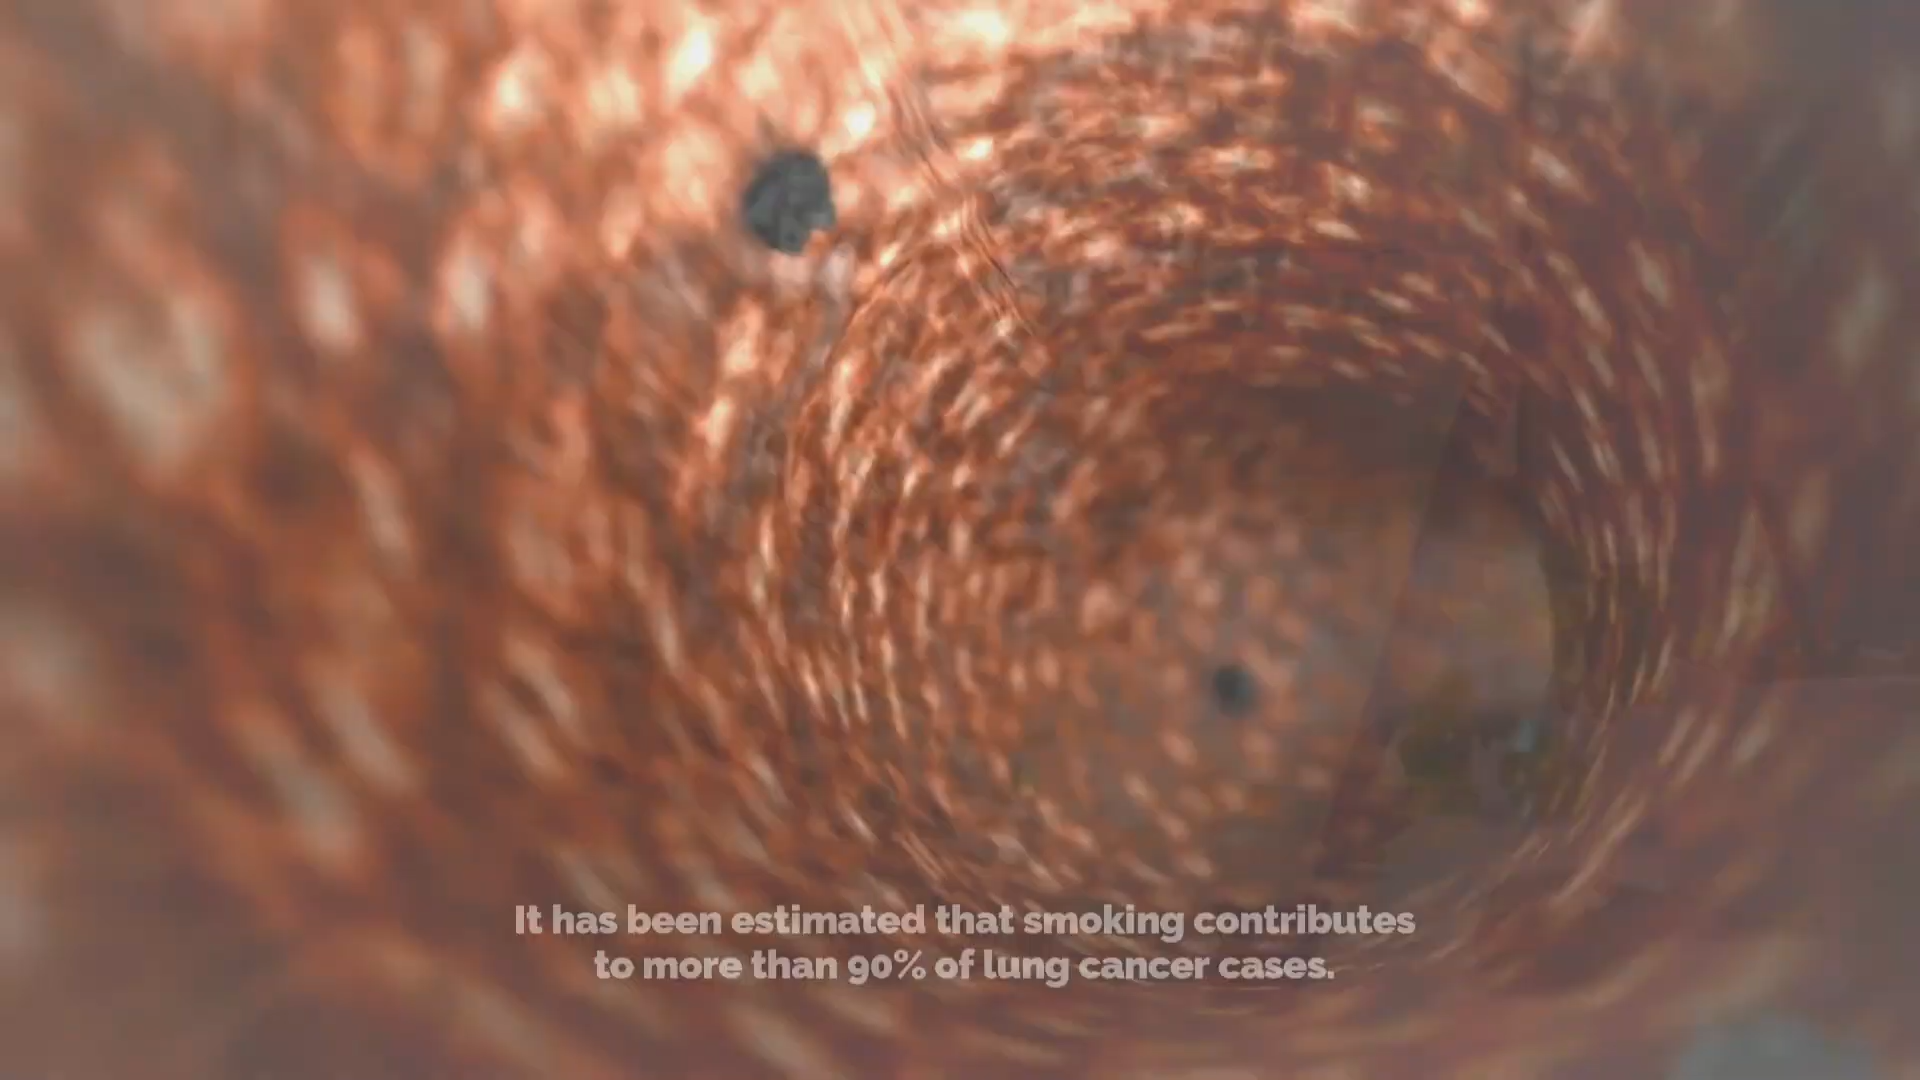 It has been estimated that smoking contributes
to more than 90% of lung cancer cases.